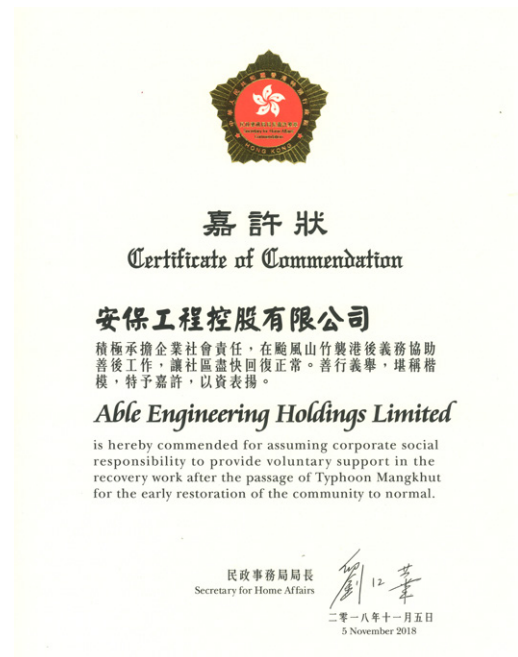 HONG KONG
嘉許狀
Certificate of Commendation
安保工程控股有限公司
積極承擔企業社會責任，在颱風山竹襲港後義務協助
善後工作，讓社區盡快回復正常。善行義舉，堪稱楷
模，特予嘉許，以資表揚。
Able Engineering Holdings Limited
is hereby commended for assuming corporate social
responsibility to provide voluntary support in the
recovery work after the passage of Typhoon Mangkhut
for the early restoration of the community to normal.
民政事務局局長
Secretary for Home Affairs
二零一八年十一月五日
5 November 2018